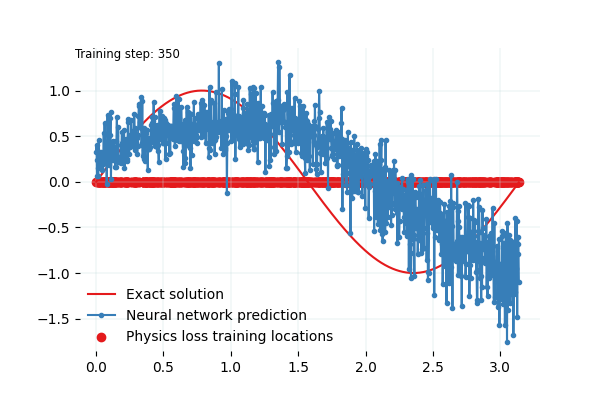 Training step: 350
1.0
0.5
0.0
−0.5
−1.0
−1.5
Exact solution
Neural network prediction
Physics loss training locations
0.0 0.5 1.0 1.5 2.0 2.5 3.0